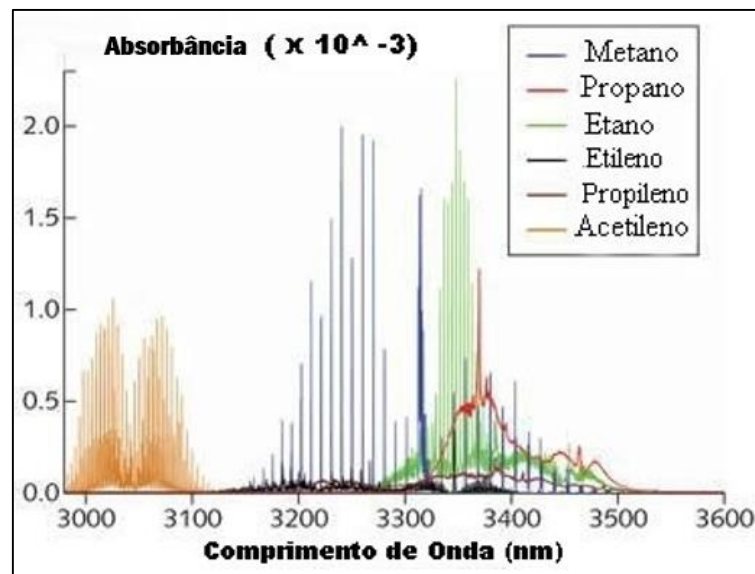 Absorbância ( x 10^ -3)
Metano
Propano
Etano
Etileno
Propileno
Acetileno
2.0
1.5
1.0
0.5
0.0
3000 3100 3200 3300 3400 3500 3600
Comprimento de Onda (nm)